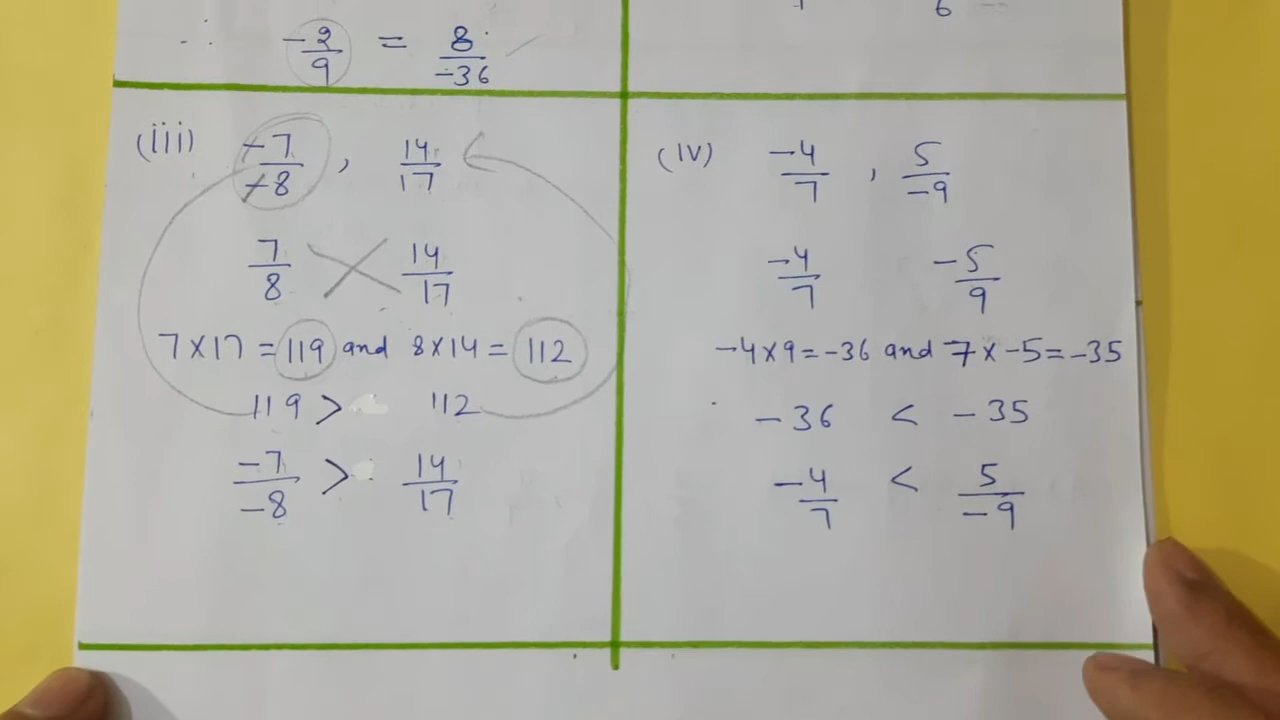 -2/9 = 8/-36
6
(iii) -7/-8 , 14/17
7/8 14/17
7×17 = 119 and 8×14 = 112
119 > 112
-7/-8 > 14/17
(iv) -4/7 , 5/-9
-4/7 -5/9
-4×9=-36 and 7×-5=-35
-36 < -35
-4/7 < 5/-9